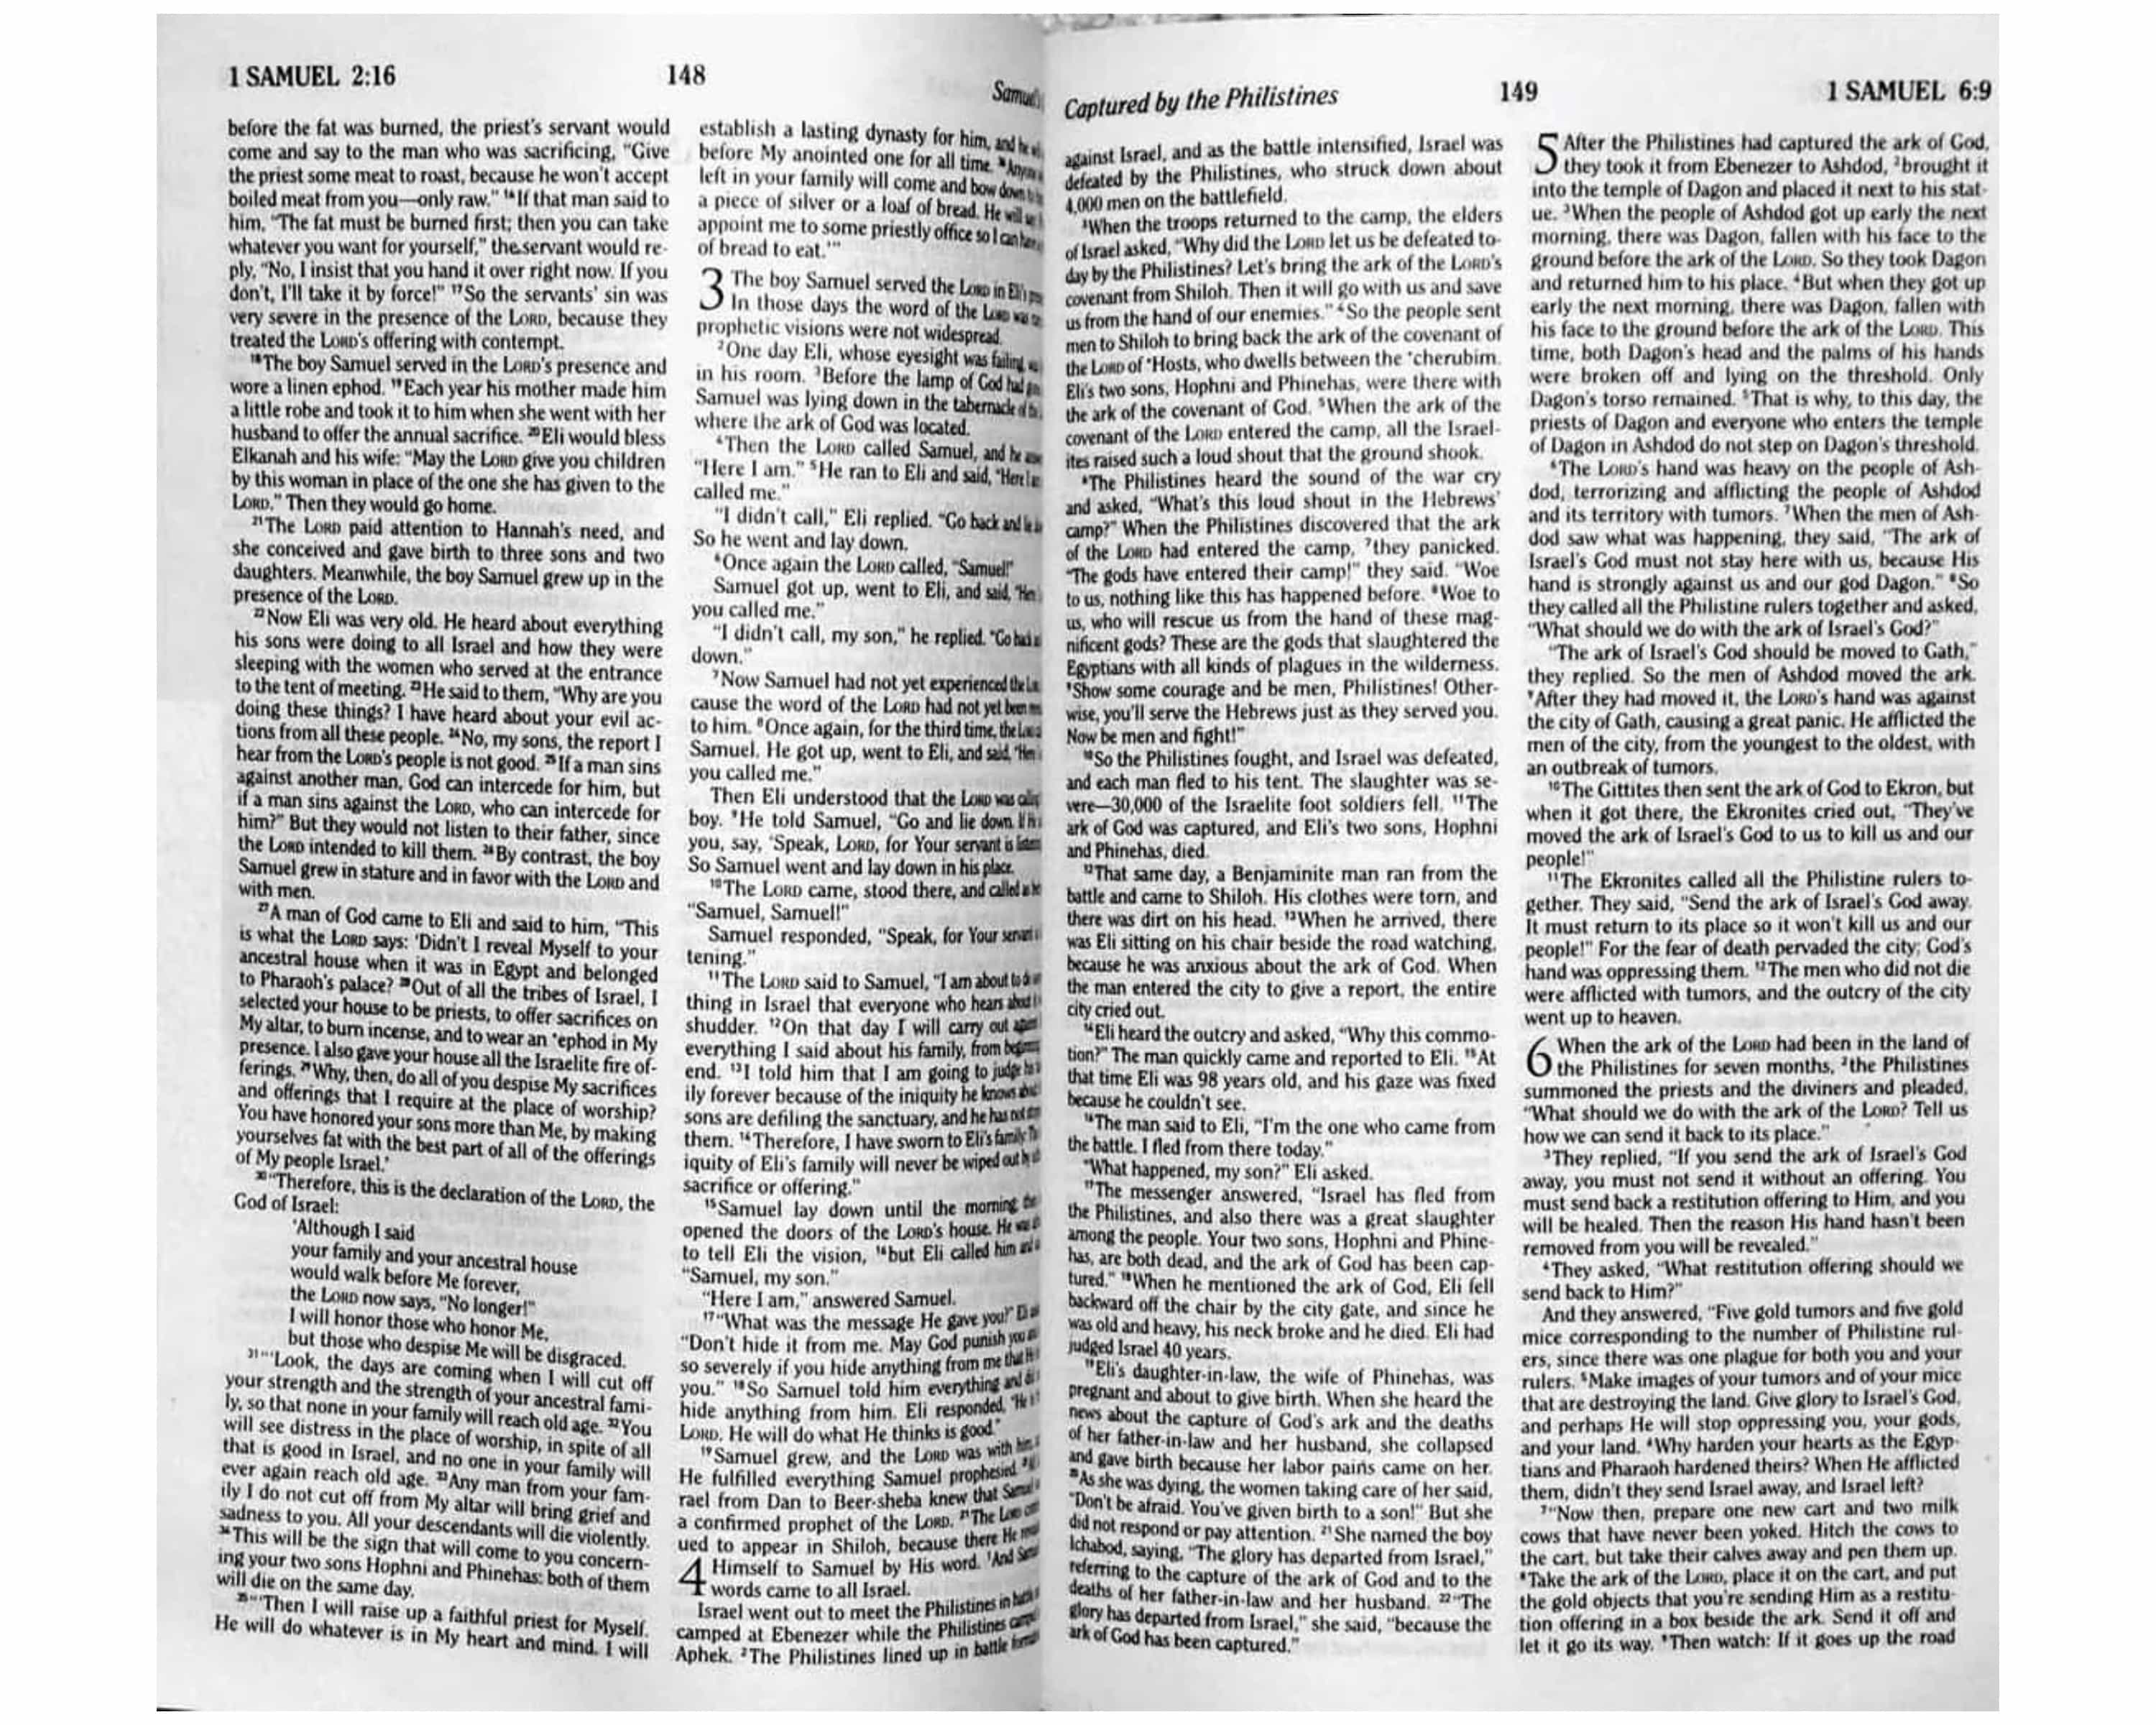 1 SAMUEL 2:16
148
before the fat was burned, the priest's servant would
come and say to the man who was sacrificing, "Give
the priest some meat to roast, because he won't accept
boiled meat from you—only raw." 16If that man said to
him, "The fat must be burned first; then you can take
whatever you want for yourself," the servant would re-
ply, "No, I insist that you hand it over right now. If you
don't, I'll take it by force!" 17So the servants' sin was
very severe in the presence of the LORD, because they
treated the LORD's offering with contempt.
18The boy Samuel served in the LORD's presence and
wore a linen ephod. 19Each year his mother made him
a little robe and took it to him when she went with her
husband to offer the annual sacrifice. 20Eli would bless
Elkanah and his wife: "May the LORD give you children
by this woman in place of the one she has given to the
LORD." Then they would go home.
21The LORD paid attention to Hannah's need, and
she conceived and gave birth to three sons and two
daughters. Meanwhile, the boy Samuel grew up in the
presence of the LORD.
22Now Eli was very old. He heard about everything
his sons were doing to all Israel and how they were
sleeping with the women who served at the entrance
to the tent of meeting. 23He said to them, "Why are you
doing these things? I have heard about your evil ac-
tions from all these people. 24No, my sons, the report I
hear from the LORD's people is not good. 25If a man sins
against another man, God can intercede for him, but
if a man sins against the LORD, who can intercede for
him?" But they would not listen to their father, since
the LORD intended to kill them. 26By contrast, the boy
Samuel grew in stature and in favor with the LORD and
with men.
27A man of God came to Eli and said to him, "This
is what the LORD says: 'Didn't I reveal Myself to your
ancestral house when it was in Egypt and belonged
to Pharaoh's palace? 28Out of all the tribes of Israel, I
selected your house to be priests, to offer sacrifices on
My altar, to burn incense, and to wear an *ephod in My
presence. I also gave your house all the Israelite fire of-
ferings. 29Why, then, do all of you despise My sacrifices
and offerings that I require at the place of worship?
You have honored your sons more than Me, by making
yourselves fat with the best part of all of the offerings
of My people Israel.'
30"Therefore, this is the declaration of the LORD, the
God of Israel:
'Although I said
your family and your ancestral house
would walk before Me forever,
the LORD now says, "No longer!"
I will honor those who honor Me,
but those who despise Me will be disgraced.
31"'Look, the days are coming when I will cut off
your strength and the strength of your ancestral fami-
ly, so that none in your family will reach old age. 32You
will see distress in the place of worship, in spite of all
that is good in Israel, and no one in your family will
ever again reach old age. 33Any man from your fam-
ily I do not cut off from My altar will bring grief and
sadness to you. All your descendants will die violently.
34This will be the sign that will come to you concern-
ing your two sons Hophni and Phinehas: both of them
will die on the same day.
35"'Then I will raise up a faithful priest for Myself.
He will do whatever is in My heart and mind. I will
establish a lasting dynasty for him, and he
before My anointed one for all time. 36Anyone
left in your family will come and bow down to
a piece of silver or a loaf of bread. He will
appoint me to some priestly office so I can have
of bread to eat.'"
3 The boy Samuel served the LORD in Eli's
In those days the word of the LORD was
prophetic visions were not widespread.
2One day Eli, whose eyesight was failing,
in his room. 3Before the lamp of God had
Samuel was lying down in the tabernacle of
where the ark of God was located.
4Then the LORD called Samuel, and he
"Here I am." 5He ran to Eli and said, "Here I
called me."
"I didn't call," Eli replied. "Go back and
So he went and lay down.
6Once again the LORD called, "Samuel!"
Samuel got up, went to Eli, and said,
you called me."
"I didn't call, my son," he replied. "Go back
down."
7Now Samuel had not yet experienced the
cause the word of the LORD had not yet been
to him. 8Once again, for the third time, the
Samuel. He got up, went to Eli, and said,
you called me."
Then Eli understood that the LORD was
boy. 9He told Samuel, "Go and lie down. If
you, say, 'Speak, LORD, for Your servant is
So Samuel went and lay down in his place.
10The LORD came, stood there, and called
"Samuel, Samuel!"
Samuel responded, "Speak, for Your servant
tening."
11The LORD said to Samuel, "I am about to
thing in Israel that everyone who hears about
shudder. 12On that day I will carry out
everything I said about his family, from
end. 13I told him that I am going to judge
ily forever because of the iniquity he knows
sons are defiling the sanctuary, and he has not
them. 14Therefore, I have sworn to Eli's family
iquity of Eli's family will never be wiped out
sacrifice or offering."
15Samuel lay down until the morning;
opened the doors of the LORD's house. He
to tell Eli the vision, 16but Eli called him and
"Samuel, my son."
"Here I am," answered Samuel.
17"What was the message He gave you?" Eli
"Don't hide it from me. May God punish you
so severely if you hide anything from me that
you." 18So Samuel told him everything and
hide anything from him. Eli responded, "He
LORD. He will do what He thinks is good."
19Samuel grew, and the LORD was with
He fulfilled everything Samuel prophesied.
rael from Dan to Beer-sheba knew that
a confirmed prophet of the LORD. 21The LORD
ued to appear in Shiloh, because there He
4 Himself to Samuel by His word. 1And
words came to all Israel.
Israel went out to meet the Philistines in
camped at Ebenezer while the Philistines
Aphek. 2The Philistines lined up in battle
Captured by the Philistines
149
1 SAMUEL 6:9
against Israel, and as the battle intensified, Israel was
defeated by the Philistines, who struck down about
4,000 men on the battlefield.
3When the troops returned to the camp, the elders
of Israel asked, "Why did the LORD let us be defeated to-
day by the Philistines? Let's bring the ark of the LORD's
covenant from Shiloh. Then it will go with us and save
us from the hand of our enemies." 4So the people sent
men to Shiloh to bring back the ark of the covenant of
the LORD of *Hosts, who dwells between the *cherubim.
Eli's two sons, Hophni and Phinehas, were there with
the ark of the covenant of God. 5When the ark of the
covenant of the LORD entered the camp, all the Israel-
ites raised such a loud shout that the ground shook.
6The Philistines heard the sound of the war cry
and asked, "What's this loud shout in the Hebrews'
camp?" When the Philistines discovered that the ark
of the LORD had entered the camp, 7they panicked.
"The gods have entered their camp!" they said. "Woe
to us, nothing like this has happened before. 8Woe to
us, who will rescue us from the hand of these mag-
nificent gods? These are the gods that slaughtered the
Egyptians with all kinds of plagues in the wilderness.
9Show some courage and be men, Philistines! Other-
wise, you'll serve the Hebrews just as they served you.
Now be men and fight!"
10So the Philistines fought, and Israel was defeated,
and each man fled to his tent. The slaughter was se-
vere—30,000 of the Israelite foot soldiers fell. 11The
ark of God was captured, and Eli's two sons, Hophni
and Phinehas, died.
12That same day, a Benjaminite man ran from the
battle and came to Shiloh. His clothes were torn, and
there was dirt on his head. 13When he arrived, there
was Eli sitting on his chair beside the road watching,
because he was anxious about the ark of God. When
the man entered the city to give a report, the entire
city cried out.
14Eli heard the outcry and asked, "Why this commo-
tion?" The man quickly came and reported to Eli. 15At
that time Eli was 98 years old, and his gaze was fixed
because he couldn't see.
16The man said to Eli, "I'm the one who came from
the battle. I fled from there today."
"What happened, my son?" Eli asked.
17The messenger answered, "Israel has fled from
the Philistines, and also there was a great slaughter
among the people. Your two sons, Hophni and Phine-
has, are both dead, and the ark of God has been cap-
tured." 18When he mentioned the ark of God, Eli fell
backward off the chair by the city gate, and since he
was old and heavy, his neck broke and he died. Eli had
judged Israel 40 years.
19Eli's daughter-in-law, the wife of Phinehas, was
pregnant and about to give birth. When she heard the
news about the capture of God's ark and the deaths
of her father-in-law and her husband, she collapsed
and gave birth because her labor pains came on her.
20As she was dying, the women taking care of her said,
"Don't be afraid. You've given birth to a son!" But she
did not respond or pay attention. 21She named the boy
Ichabod, saying, "The glory has departed from Israel,"
referring to the capture of the ark of God and to the
deaths of her father-in-law and her husband. 22"The
glory has departed from Israel," she said, "because the
ark of God has been captured."
5 After the Philistines had captured the ark of God,
they took it from Ebenezer to Ashdod, 2brought it
into the temple of Dagon and placed it next to his stat-
ue. 3When the people of Ashdod got up early the next
morning, there was Dagon, fallen with his face to the
ground before the ark of the LORD. So they took Dagon
and returned him to his place. 4But when they got up
early the next morning, there was Dagon, fallen with
his face to the ground before the ark of the LORD. This
time, both Dagon's head and the palms of his hands
were broken off and lying on the threshold. Only
Dagon's torso remained. 5That is why, to this day, the
priests of Dagon and everyone who enters the temple
of Dagon in Ashdod do not step on Dagon's threshold.
6The LORD's hand was heavy on the people of Ash-
dod, terrorizing and afflicting the people of Ashdod
and its territory with tumors. 7When the men of Ash-
dod saw what was happening, they said, "The ark of
Israel's God must not stay here with us, because His
hand is strongly against us and our god Dagon." 8So
they called all the Philistine rulers together and asked,
"What should we do with the ark of Israel's God?"
"The ark of Israel's God should be moved to Gath,"
they replied. So the men of Ashdod moved the ark.
9After they had moved it, the LORD's hand was against
the city of Gath, causing a great panic. He afflicted the
men of the city, from the youngest to the oldest, with
an outbreak of tumors.
10The Gittites then sent the ark of God to Ekron, but
when it got there, the Ekronites cried out, "They've
moved the ark of Israel's God to us to kill us and our
people!"
11The Ekronites called all the Philistine rulers to-
gether. They said, "Send the ark of Israel's God away.
It must return to its place so it won't kill us and our
people!" For the fear of death pervaded the city; God's
hand was oppressing them. 12The men who did not die
were afflicted with tumors, and the outcry of the city
went up to heaven.
6 When the ark of the LORD had been in the land of
the Philistines for seven months, 2the Philistines
summoned the priests and the diviners and pleaded,
"What should we do with the ark of the LORD? Tell us
how we can send it back to its place."
3They replied, "If you send the ark of Israel's God
away, you must not send it without an offering. You
must send back a restitution offering to Him, and you
will be healed. Then the reason His hand hasn't been
removed from you will be revealed."
4They asked, "What restitution offering should we
send back to Him?"
And they answered, "Five gold tumors and five gold
mice corresponding to the number of Philistine rul-
ers, since there was one plague for both you and your
rulers. 5Make images of your tumors and of your mice
that are destroying the land. Give glory to Israel's God,
and perhaps He will stop oppressing you, your gods,
and your land. 6Why harden your hearts as the Egyp-
tians and Pharaoh hardened theirs? When He afflicted
them, didn't they send Israel away, and Israel left?
7"Now then, prepare one new cart and two milk
cows that have never been yoked. Hitch the cows to
the cart, but take their calves away and pen them up.
8Take the ark of the LORD, place it on the cart, and put
the gold objects that you're sending Him as a restitu-
tion offering in a box beside the ark. Send it off and
let it go its way. 9Then watch: If it goes up the road